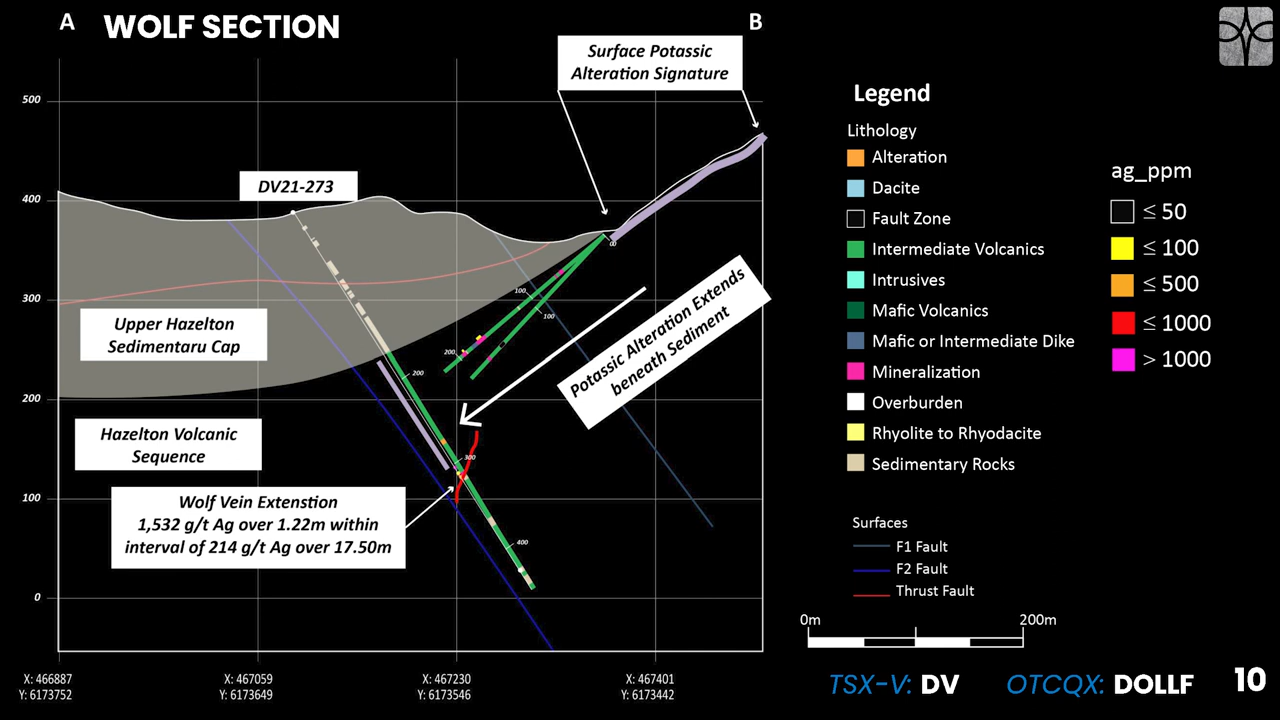 A
WOLF SECTION
B
Surface Potassic
Alteration Signature
500
400
300
200
100
0
DV21-273
Upper Hazelton
Sedimentaru Cap
Hazelton Volcanic
Sequence
Wolf Vein Extenstion
1,532 g/t Ag over 1.22m within
interval of 214 g/t Ag over 17.50m
Potassic Alteration Extends
beneath Sediment
100
100
200
200
300
400
X: 466887
Y: 6173752
X: 467059
Y: 6173649
X: 467230
Y: 6173546
X: 467401
Y: 6173442
Legend
Lithology
Alteration
Dacite
Fault Zone
Intermediate Volcanics
Intrusives
Mafic Volcanics
Mafic or Intermediate Dike
Mineralization
Overburden
Rhyolite to Rhyodacite
Sedimentary Rocks
ag_ppm
≤ 50
≤ 100
≤ 500
≤ 1000
> 1000
Surfaces
F1 Fault
F2 Fault
Thrust Fault
0m 200m
TSX-V: DV OTCQX: DOLLF 10